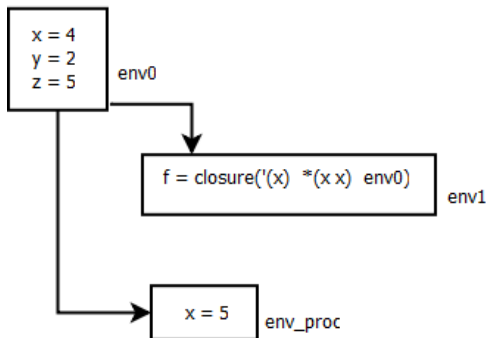 x = 4
y = 2
z = 5
env0
f = closure('(x) *(x x) env0)
env1
x = 5
env_proc